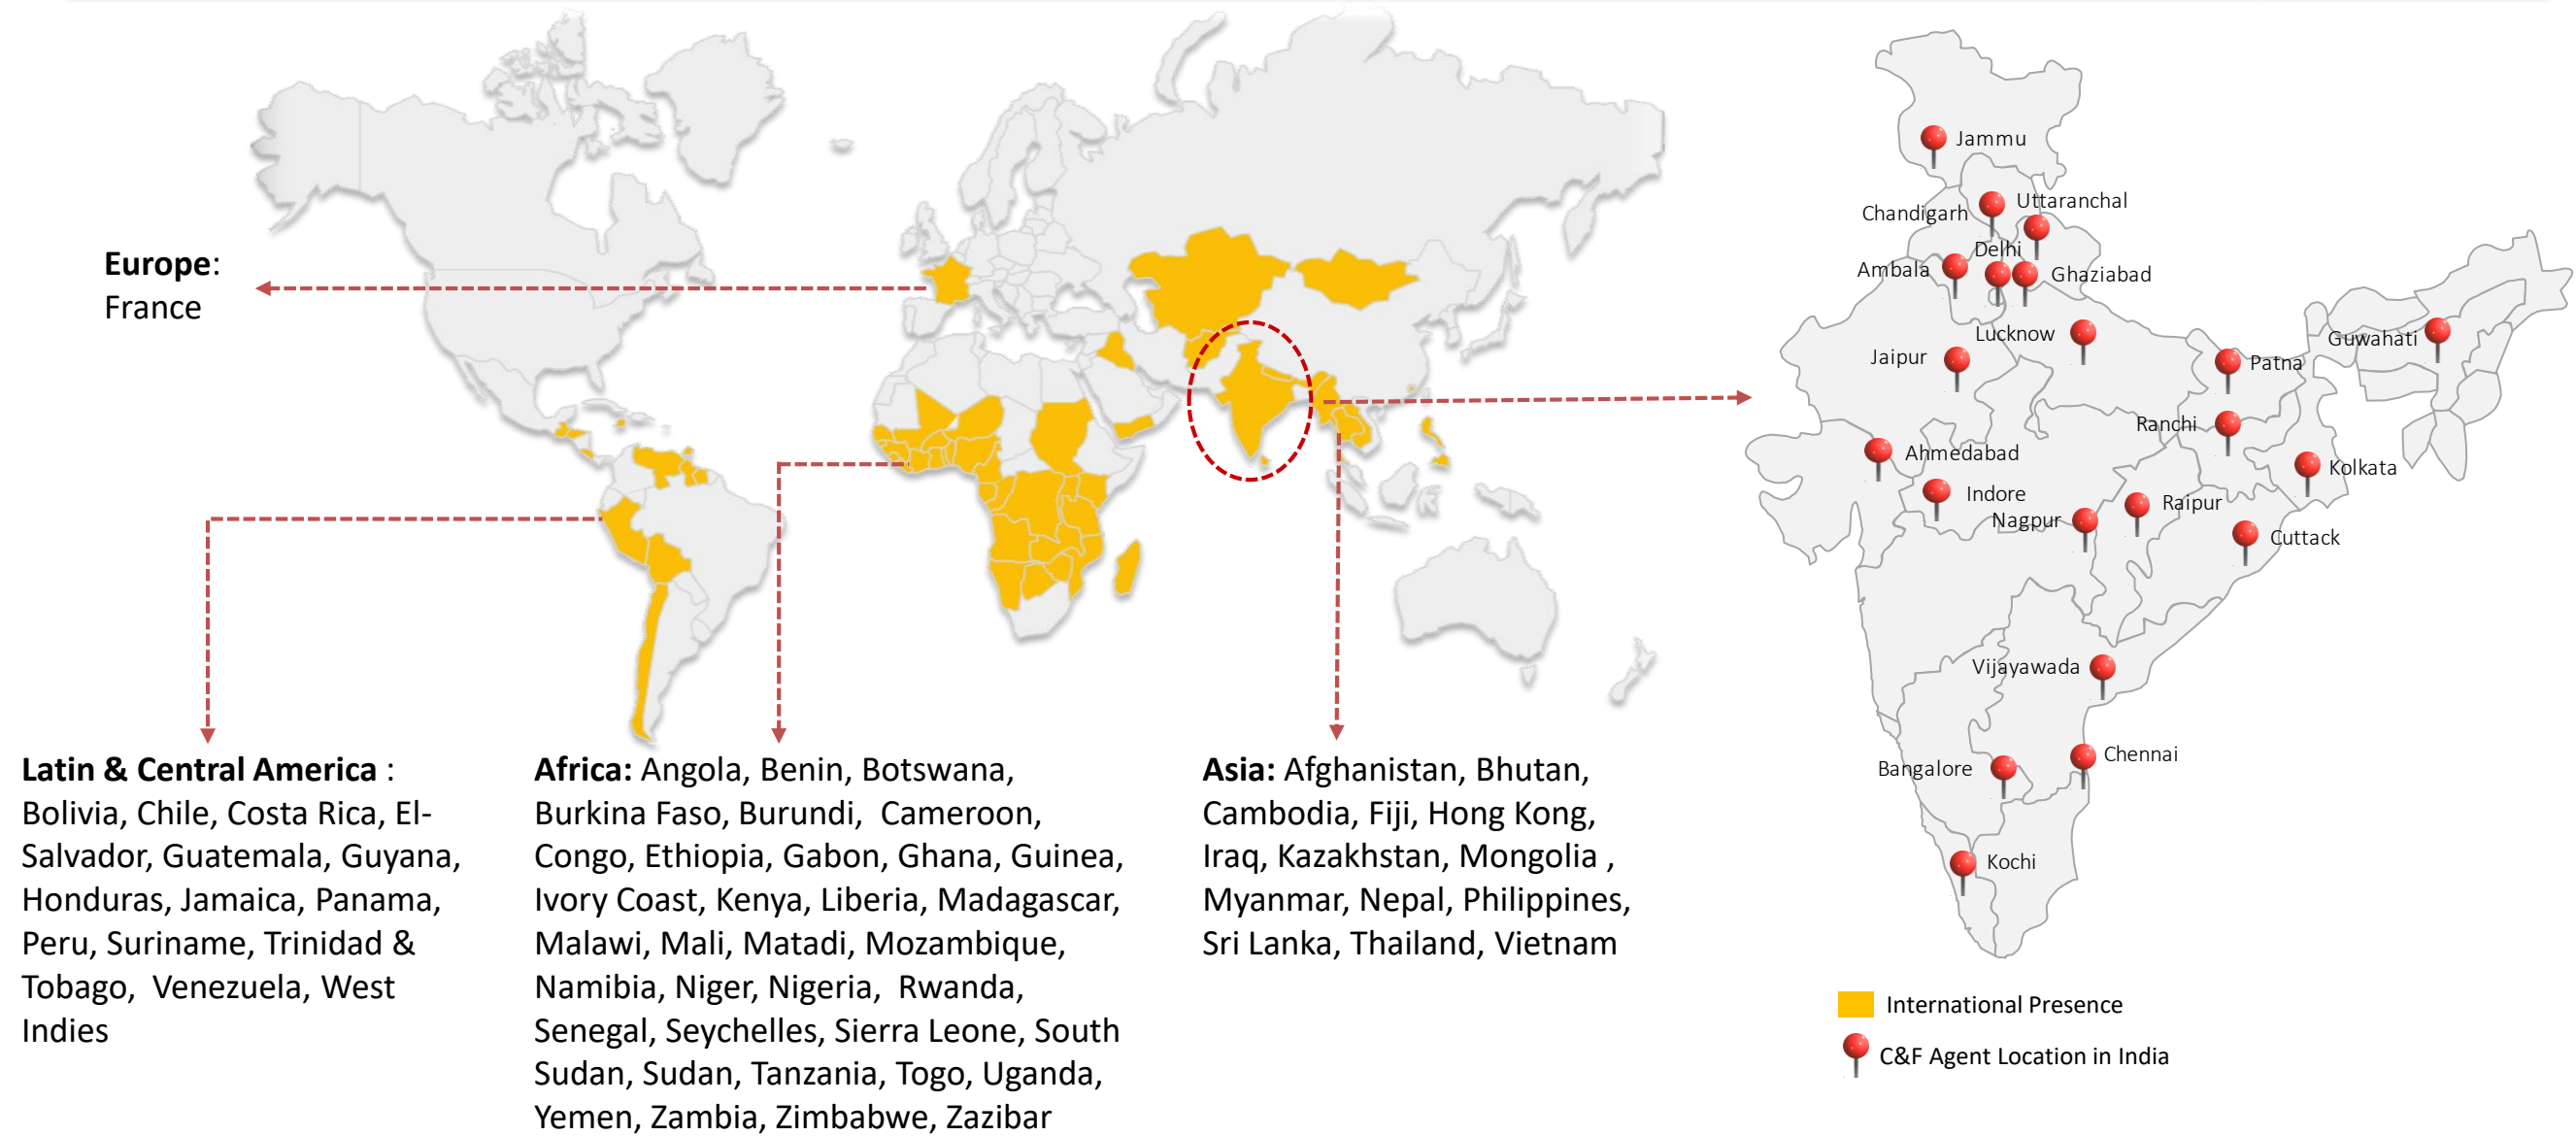 Europe:
France
Latin & Central America :
Bolivia, Chile, Costa Rica, El-
Salvador, Guatemala, Guyana,
Honduras, Jamaica, Panama,
Peru, Suriname, Trinidad &
Tobago, Venezuela, West
Indies
Africa: Angola, Benin, Botswana,
Burkina Faso, Burundi, Cameroon,
Congo, Ethiopia, Gabon, Ghana, Guinea,
Ivory Coast, Kenya, Liberia, Madagascar,
Malawi, Mali, Matadi, Mozambique,
Namibia, Niger, Nigeria, Rwanda,
Senegal, Seychelles, Sierra Leone, South
Sudan, Sudan, Tanzania, Togo, Uganda,
Yemen, Zambia, Zimbabwe, Zazibar
Asia: Afghanistan, Bhutan,
Cambodia, Fiji, Hong Kong,
Iraq, Kazakhstan, Mongolia ,
Myanmar, Nepal, Philippines,
Sri Lanka, Thailand, Vietnam
Jammu
Uttaranchal
Chandigarh
Delhi
Ambala
Ghaziabad
Lucknow
Guwahati
Jaipur
Patna
Ranchi
Ahmedabad
Kolkata
Indore
Raipur
Nagpur
Cuttack
Vijayawada
Chennai
Bangalore
Kochi
International Presence
C&F Agent Location in India